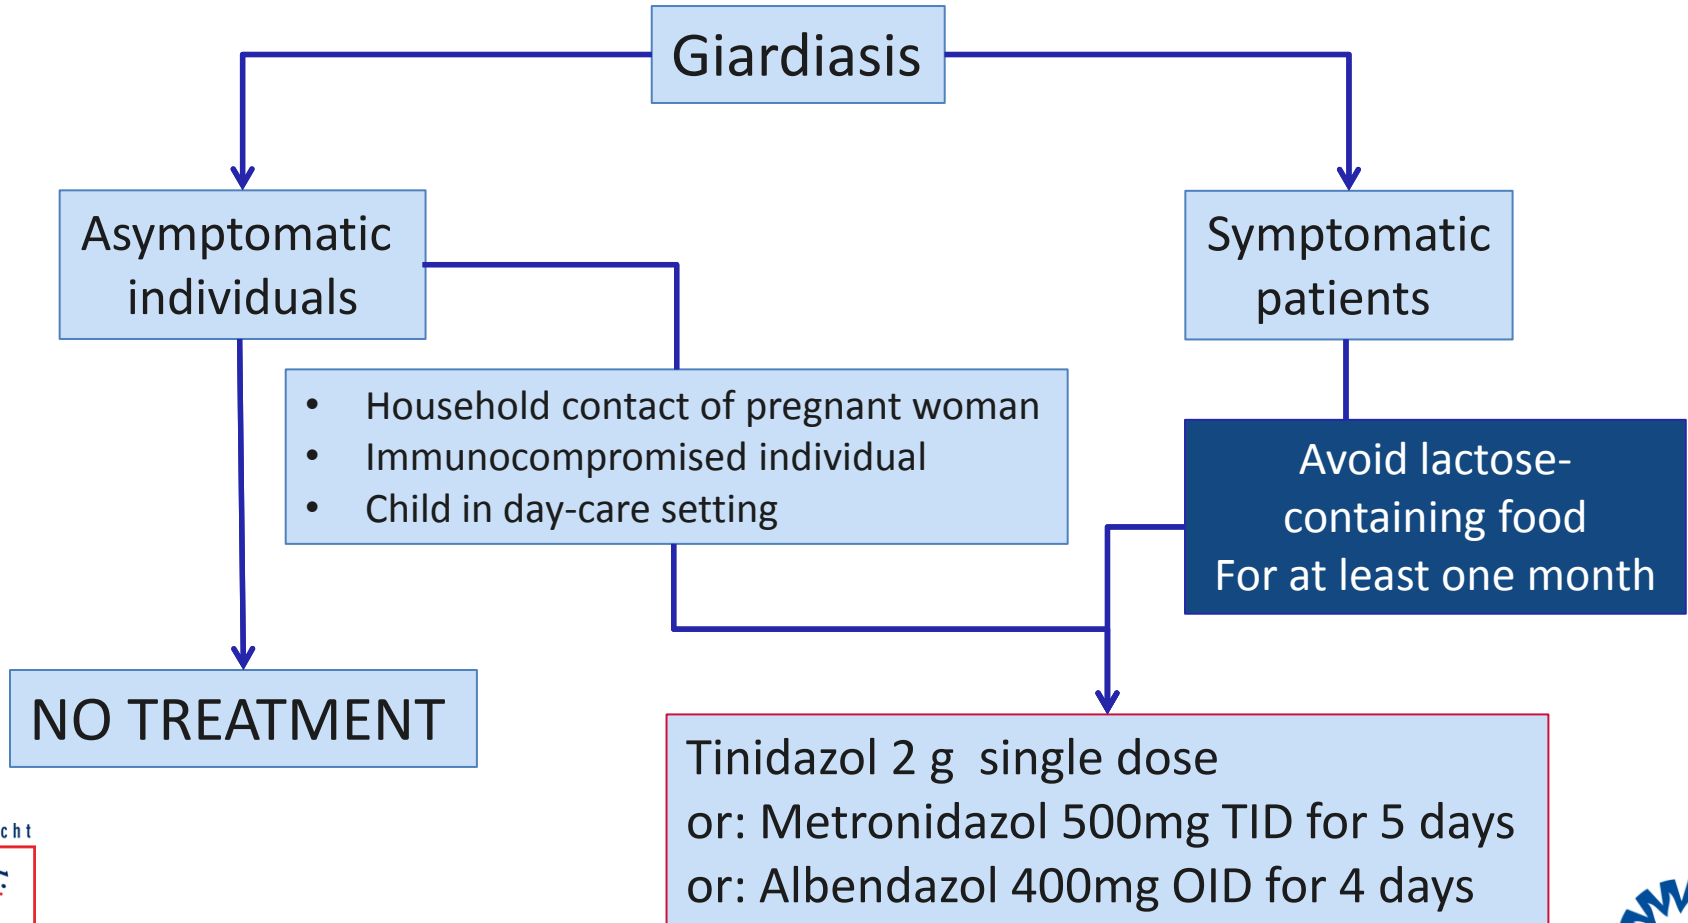 Giardiasis
Asymptomatic
individuals
Symptomatic
patients
• Household contact of pregnant woman
• Immunocompromised individual
• Child in day-care setting
Avoid lactose-
containing food
For at least one month
NO TREATMENT
Tinidazol 2 g single dose
or: Metronidazol 500mg TID for 5 days
or: Albendazol 400mg OID for 4 days